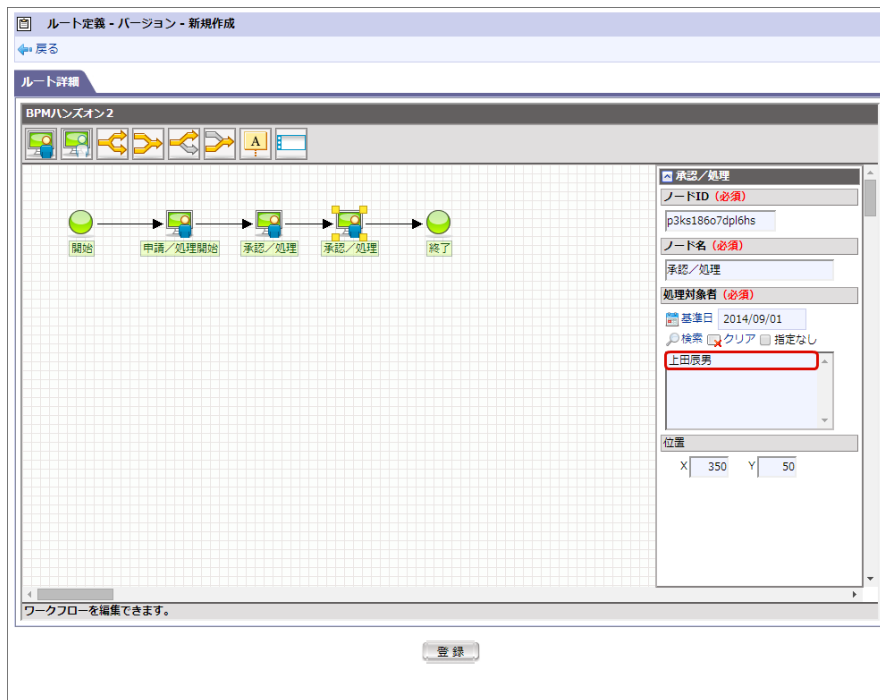 ルート定義 - バージョン - 新規作成
戻る
ルート詳細
BPMハンズオン2
A
開始
申請／処理開始
承認／処理
承認／処理
終了
承認／処理
ノードID（必須）
p3ks186o7dpl6hs
ノード名（必須）
承認／処理
処理対象者（必須）
基準日 2014/09/01
検索 クリア 指定なし
上田辰男
位置
X 350 Y 50
ワークフローを編集できます。
登録